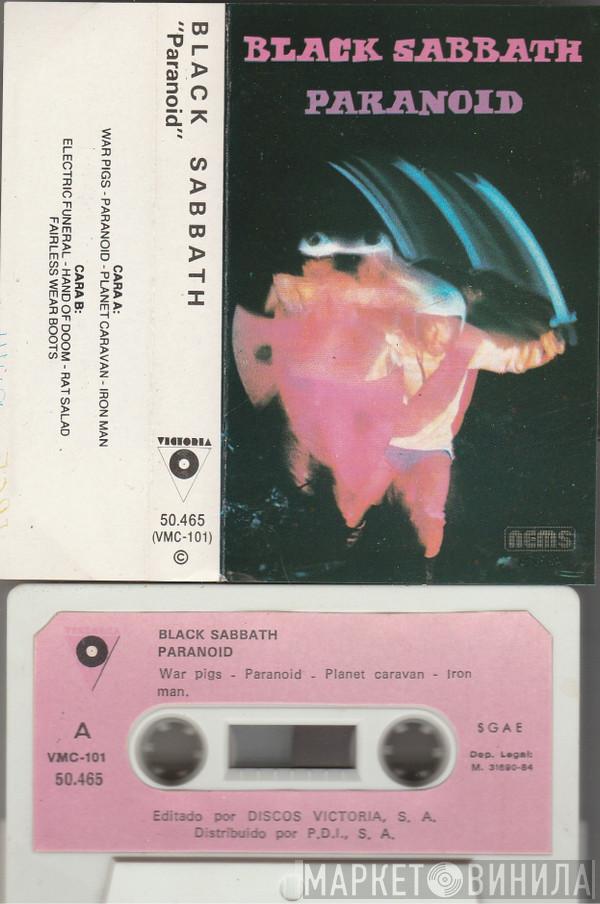 BLACK SABBATH
"Paranoid"
CARA A:
WAR PIGS - PARANOID - PLANET CARAVAN - IRON MAN
CARA B:
ELECTRIC FUNERAL - HAND OF DOOM - RAT SALAD
FAIRLESS WEAR BOOTS
VICTORIA
50.465
(VMC-101)
©
BLACK SABBATH
PARANOID
nems
VICTORIA
BLACK SABBATH
PARANOID
War pigs - Paranoid - Planet caravan - Iron
man.
A
VMC-101
50.465
SGAE
Dep. Legal:
M. 31690-84
Editado por DISCOS VICTORIA, S. A.
Distribuido por P.D.I., S. A.
МАРКЕТ ВИНИЛА